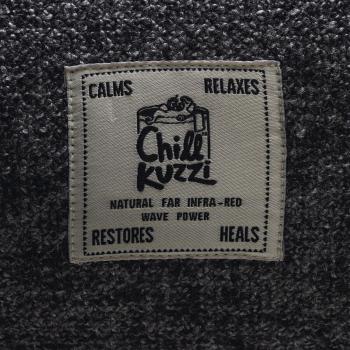 CALMS RELAXES
Chill
Kuzzi
NATURAL FAR INFRA-RED
WAVE POWER
RESTORES HEALS